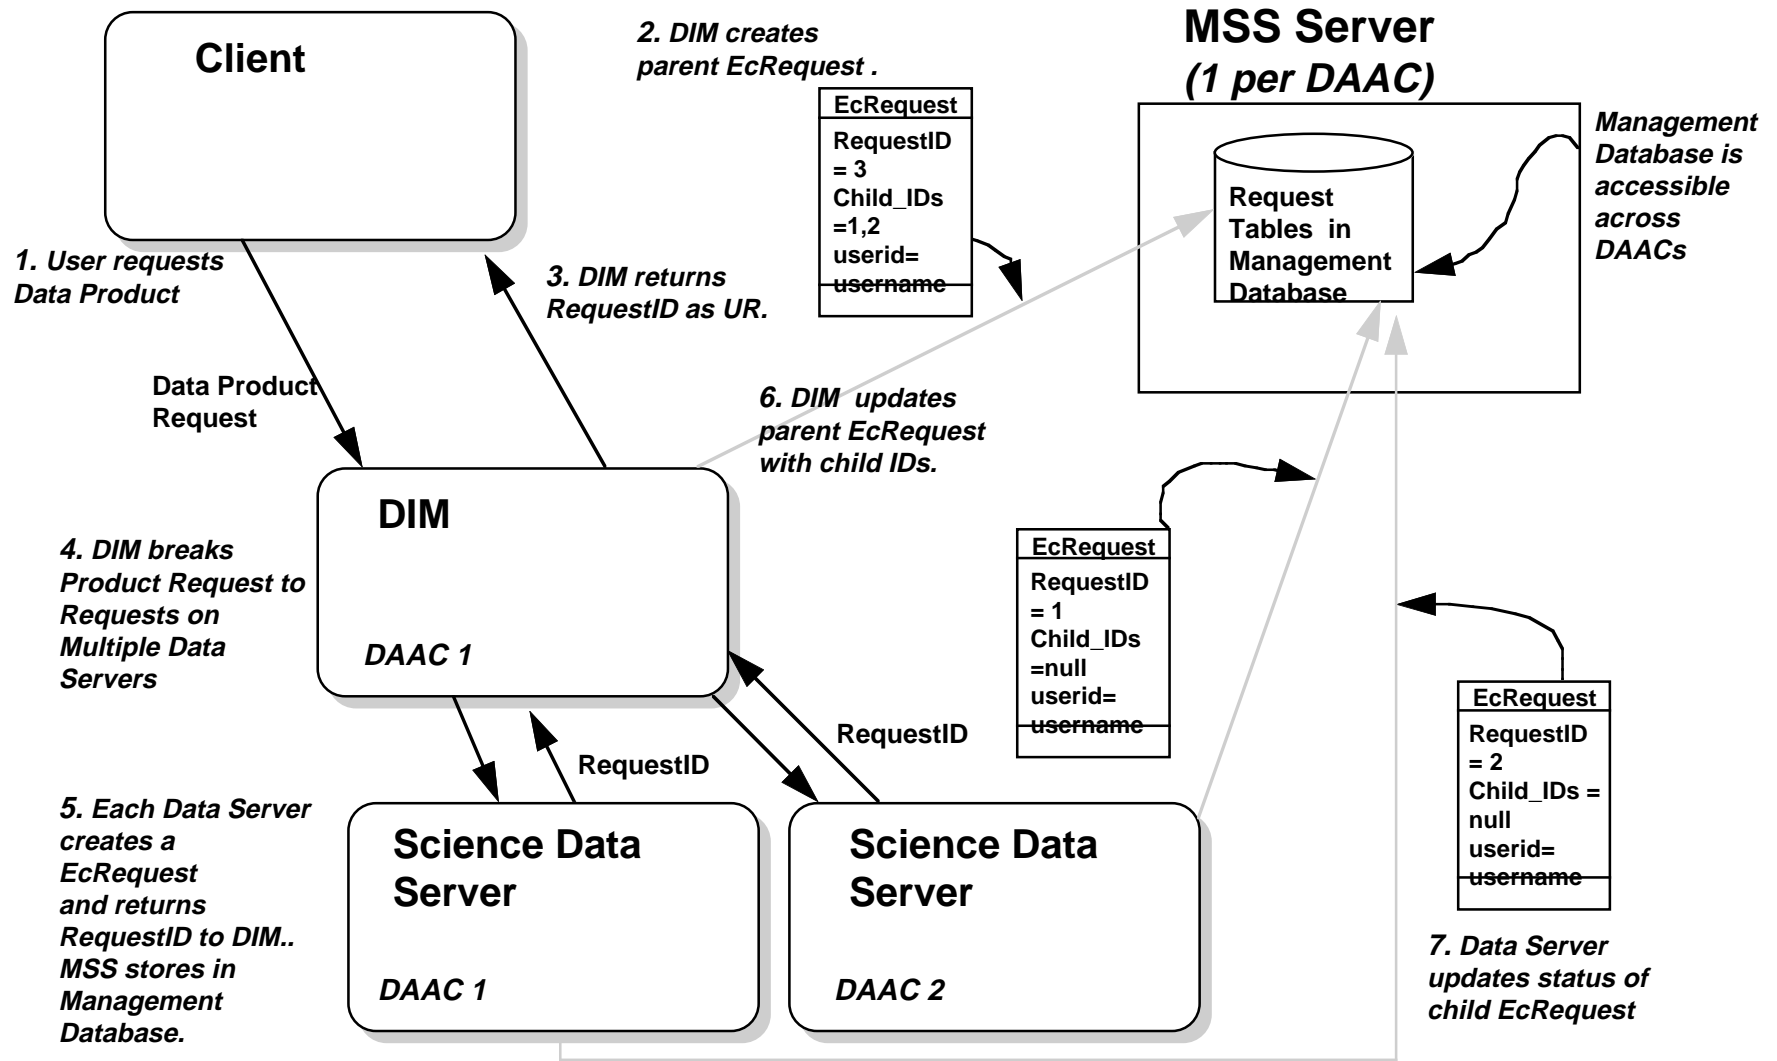 Client
2. DIM creates
parent EcRequest .
MSS Server
(1 per DAAC)
EcRequest
RequestID
= 3
Child_IDs
=1,2
userid=
username
Request
Tables in
Management
Database
Management
Database is
accessible
across
DAACs
1. User requests
Data Product
3. DIM returns
RequestID as UR.
Data Product
Request
6. DIM updates
parent EcRequest
with child IDs.
DIM
DAAC 1
4. DIM breaks
Product Request to
Requests on
Multiple Data
Servers
EcRequest
RequestID
= 1
Child_IDs
=null
userid=
username
EcRequest
RequestID
= 2
Child_IDs =
null
userid=
username
RequestID
RequestID
5. Each Data Server
creates a
EcRequest
and returns
RequestID to DIM..
MSS stores in
Management
Database.
Science Data
Server
DAAC 1
Science Data
Server
DAAC 2
7. Data Server
updates status of
child EcRequest